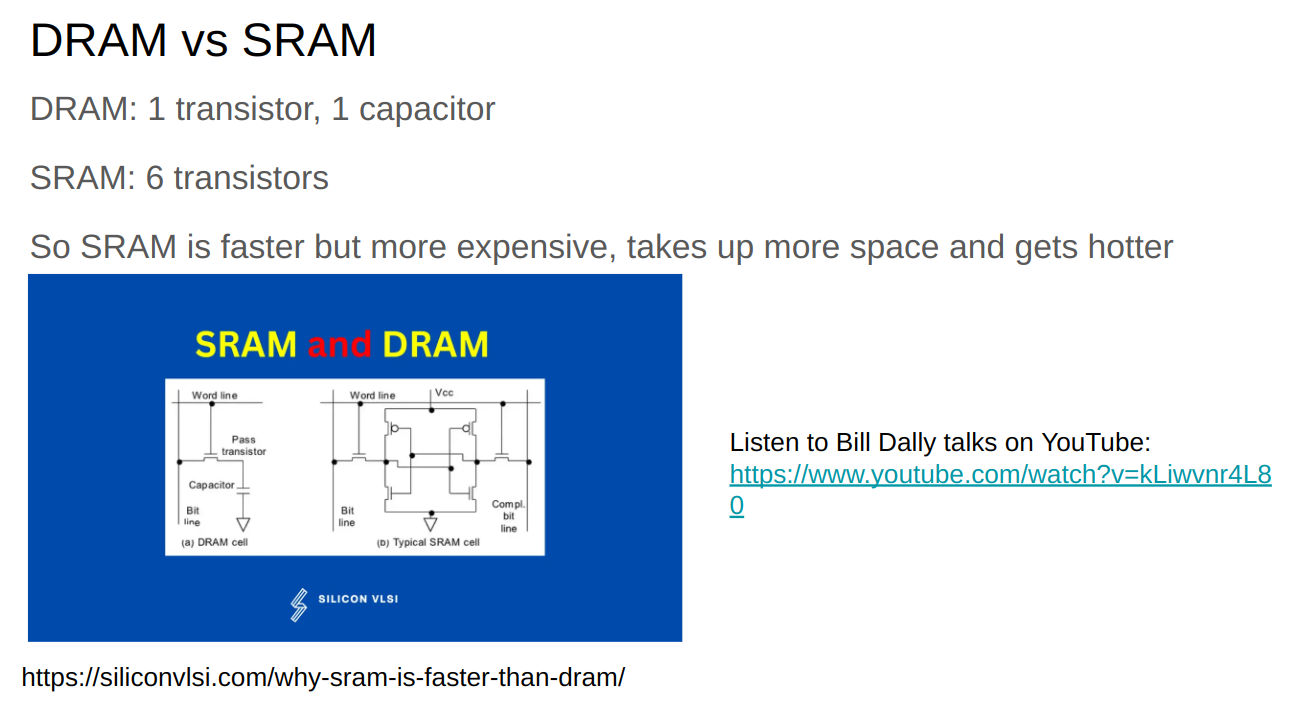 DRAM vs SRAM
DRAM: 1 transistor, 1 capacitor
SRAM: 6 transistors
So SRAM is faster but more expensive, takes up more space and gets hotter
SRAM and DRAM
Word line
Pass
transistor
Capacitor
Bit
line
(a) DRAM cell
Word line
Vcc
Bit
line
Compl.
bit
line
(b) Typical SRAM cell
SILICON VLSI
Listen to Bill Dally talks on YouTube:
https://www.youtube.com/watch?v=kLiwvnr4L8
0
https://siliconvlsi.com/why-sram-is-faster-than-dram/